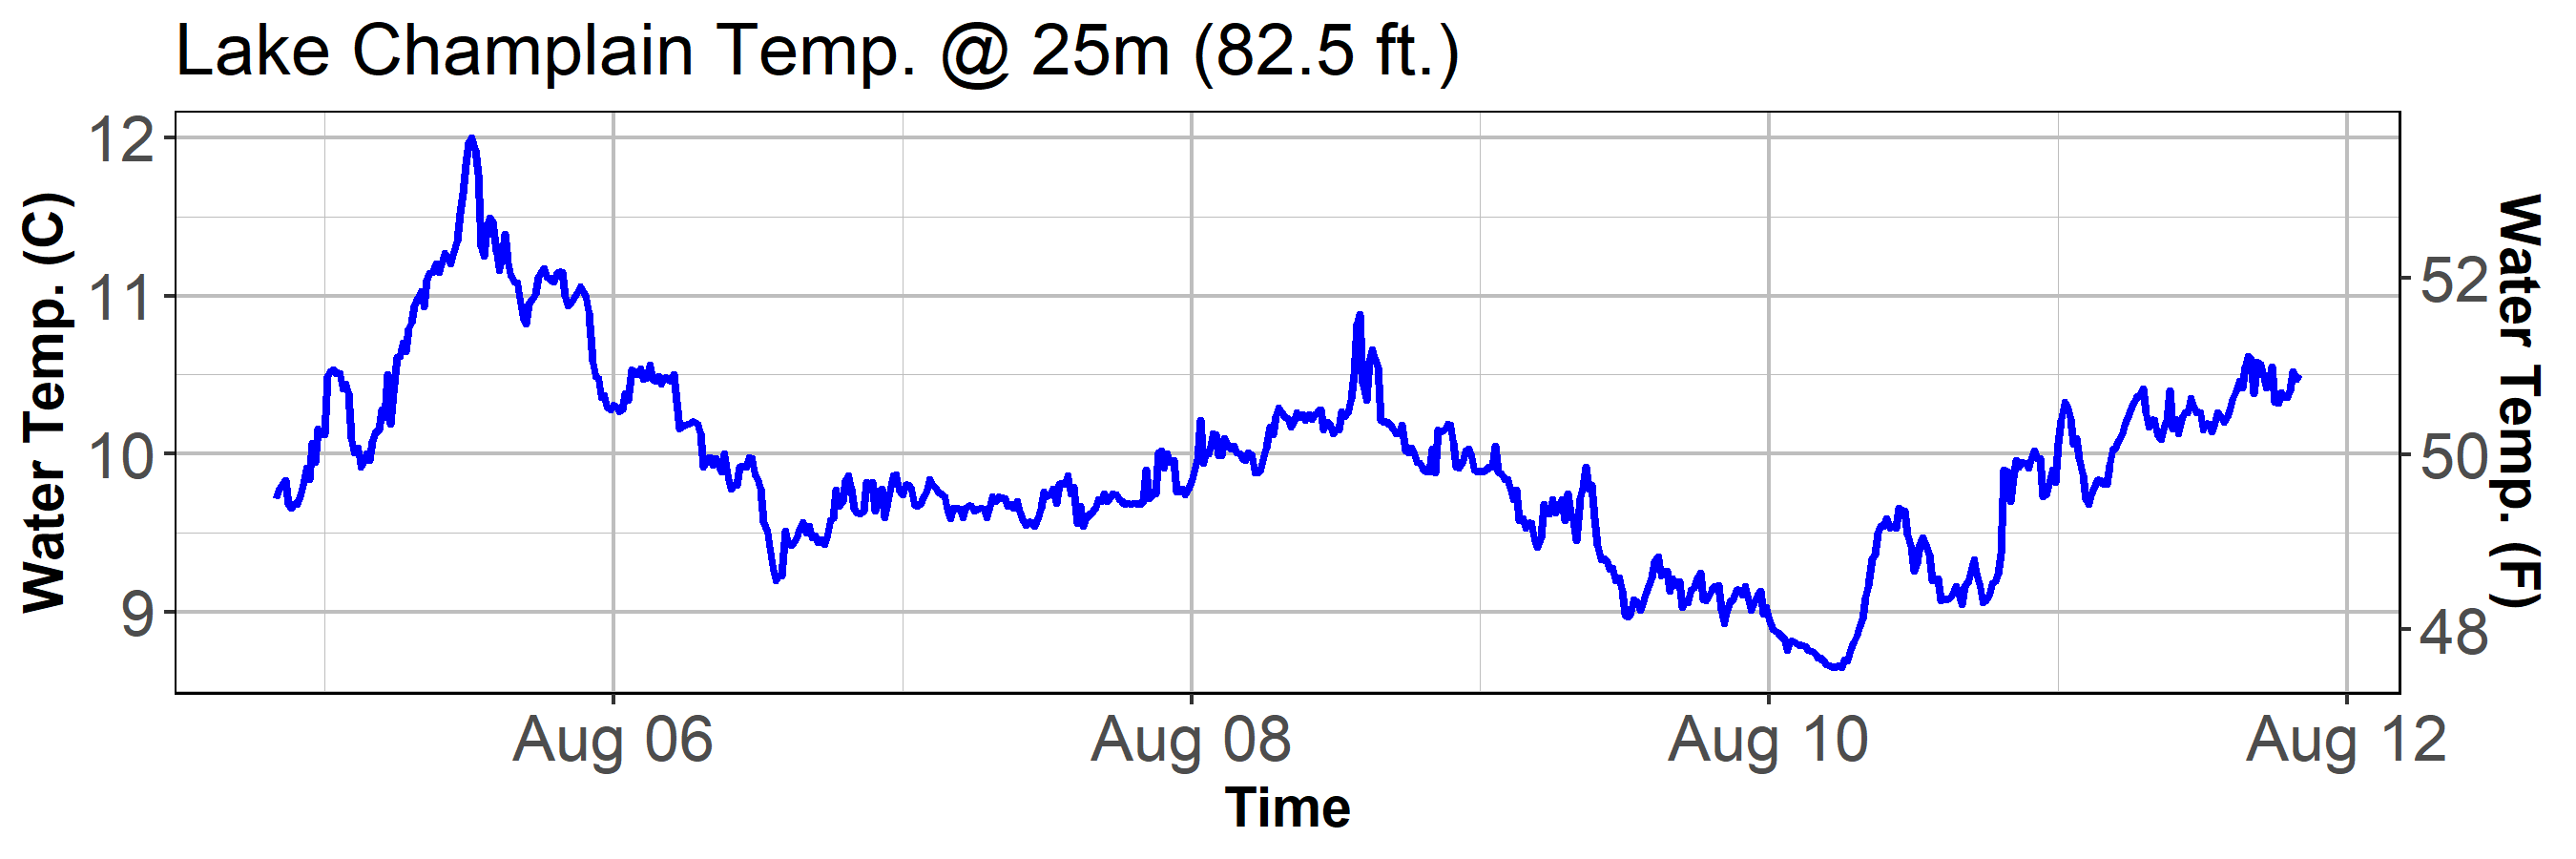 Lake Champlain Temp. @ 25m (82.5 ft.)
Water Temp. (C)
12
11
10
9
52
50
48
Water Temp. (F)
Aug 06
Aug 08
Aug 10
Aug 12
Time